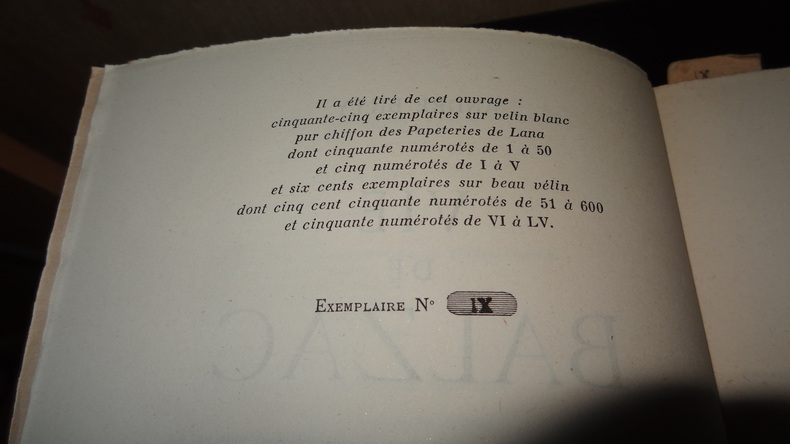 Il a été tiré de cet ouvrage :
cinquante-cinq exemplaires sur velin blanc
pur chiffon des Papeteries de Lana
dont cinquante numérotés de 1 à 50
et cinq numérotés de I à V
et six cents exemplaires sur beau vélin
dont cinq cent cinquante numérotés de 51 à 600
et cinquante numérotés de VI à LV.
EXEMPLAIRE N° IX
DE
BALZAC